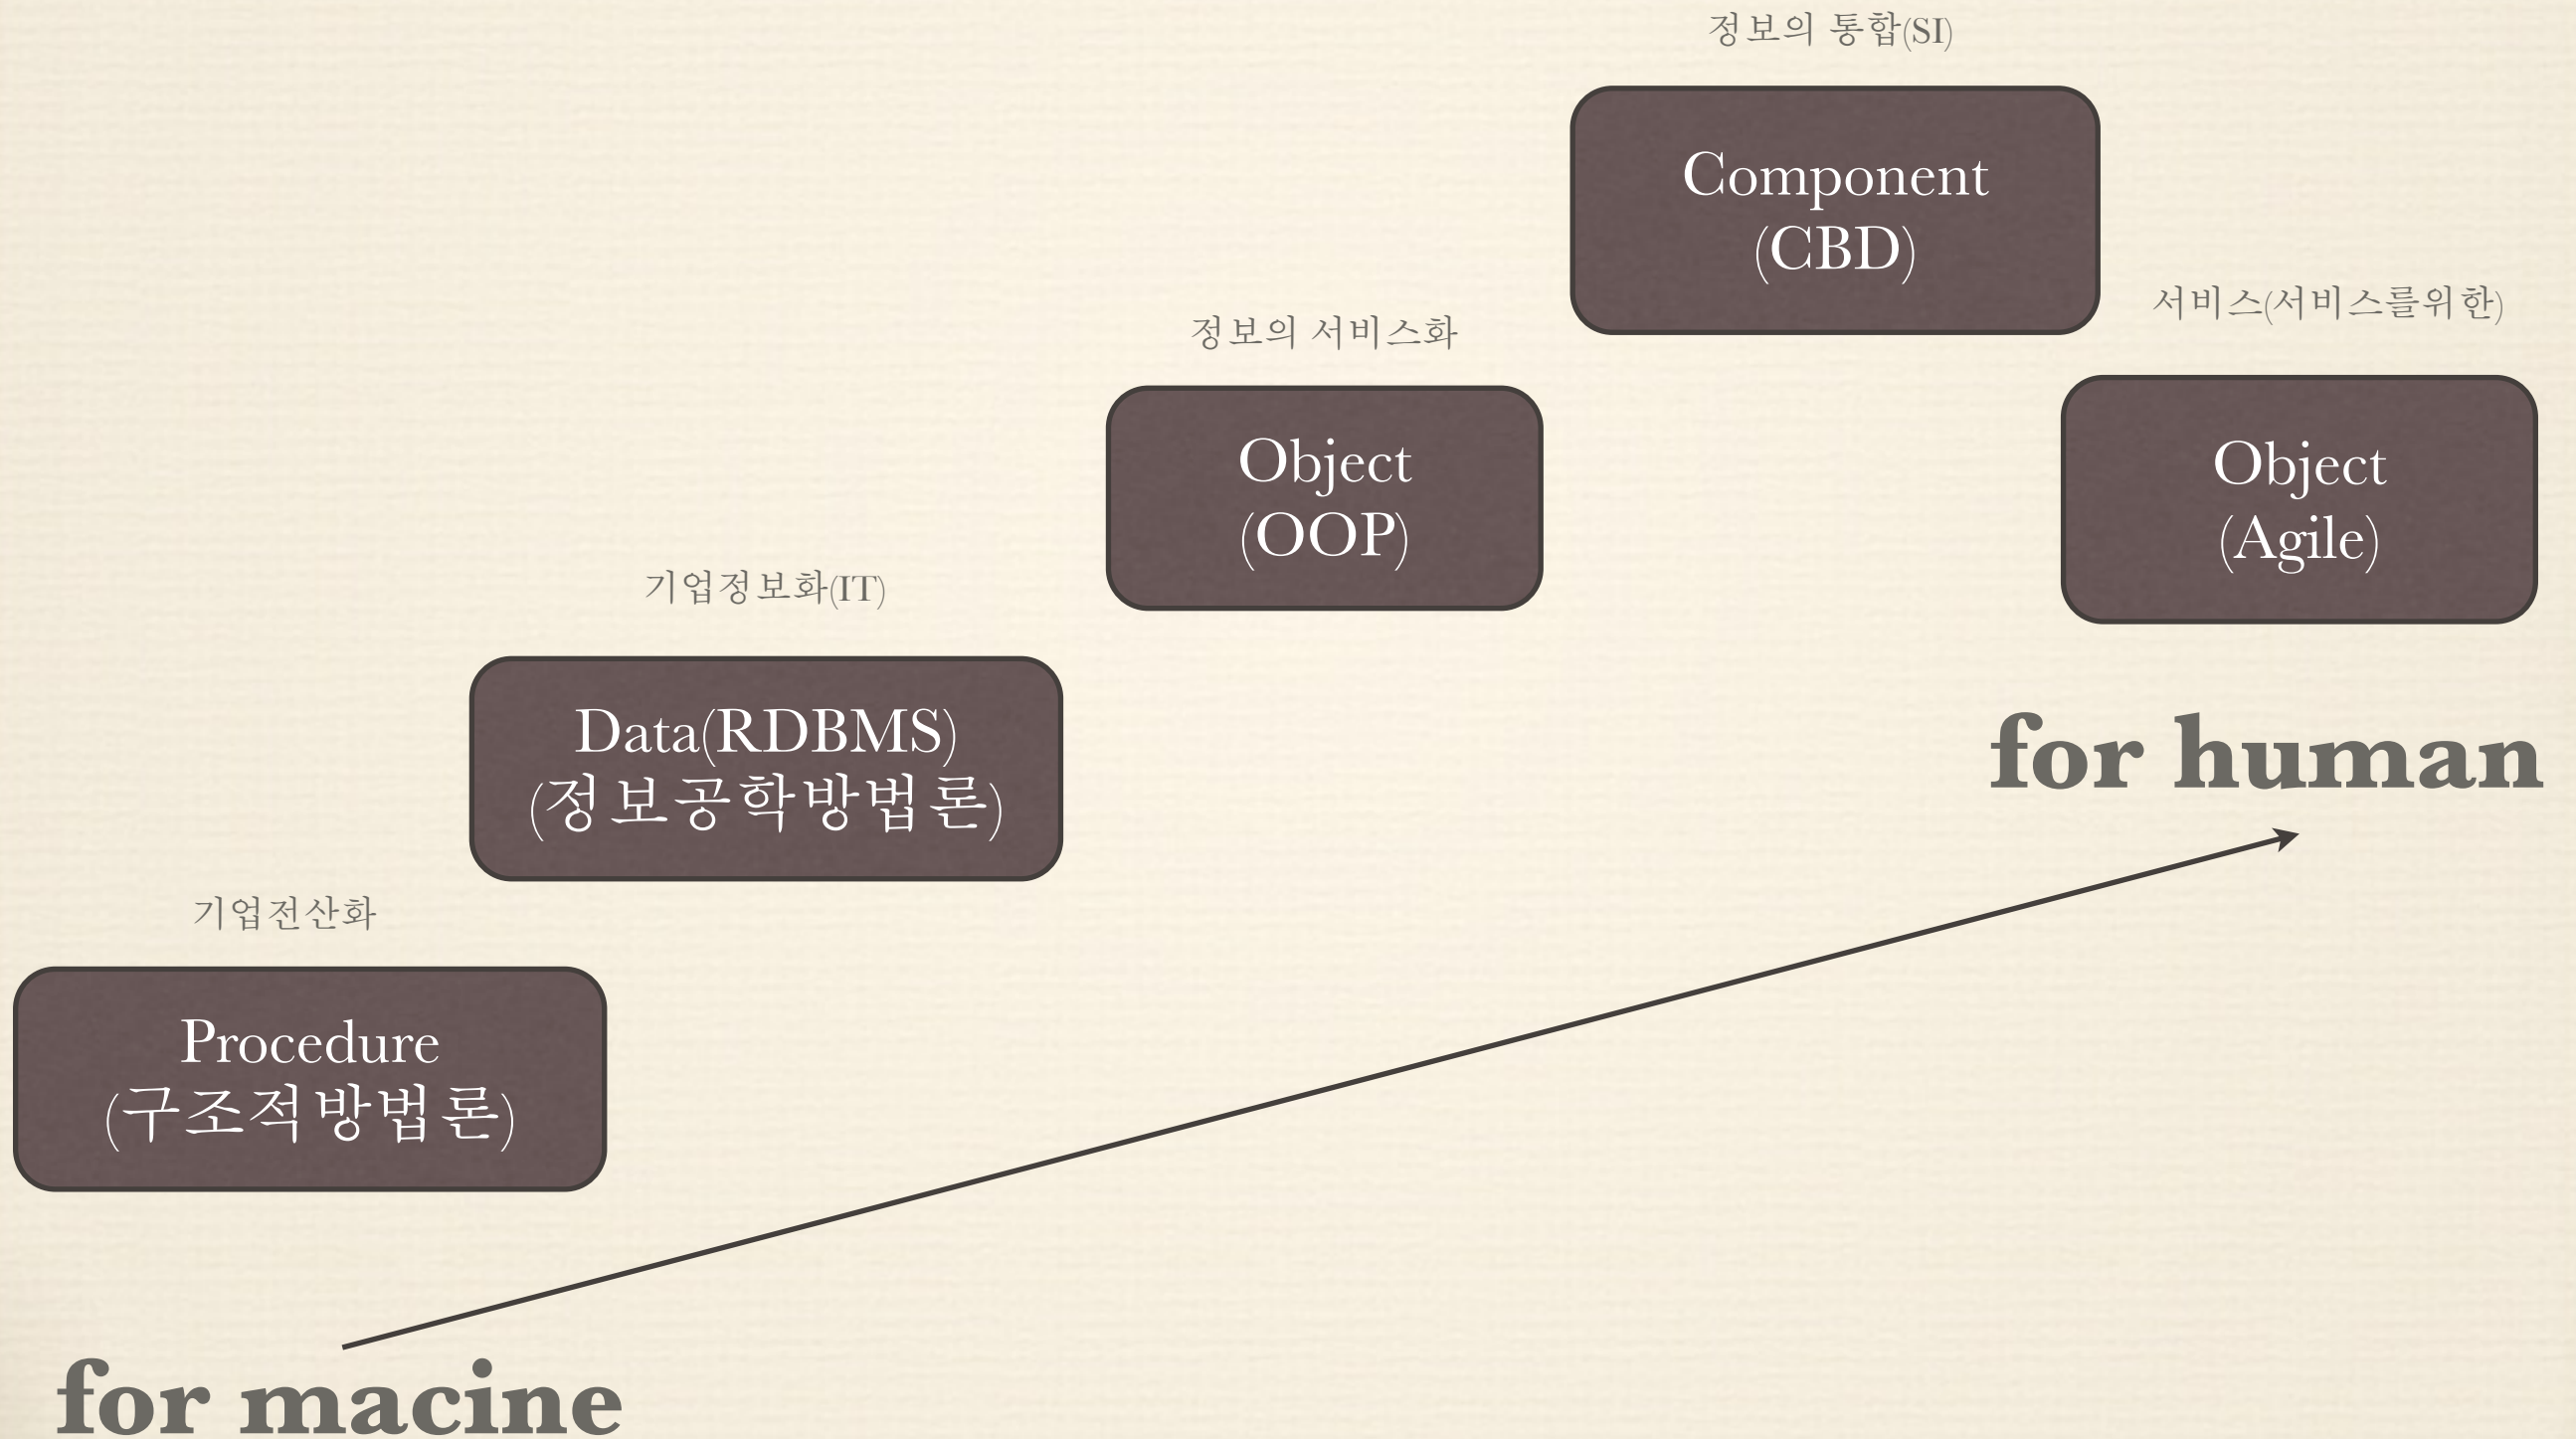 정보의 통합(SI)
Component
(CBD)
서비스(서비스를위한)
Object
(Agile)
정보의 서비스화
Object
(OOP)
기업정보화(IT)
Data(RDBMS)
(정보공학방법론)
기업전산화
Procedure
(구조적방법론)
for human
for macine